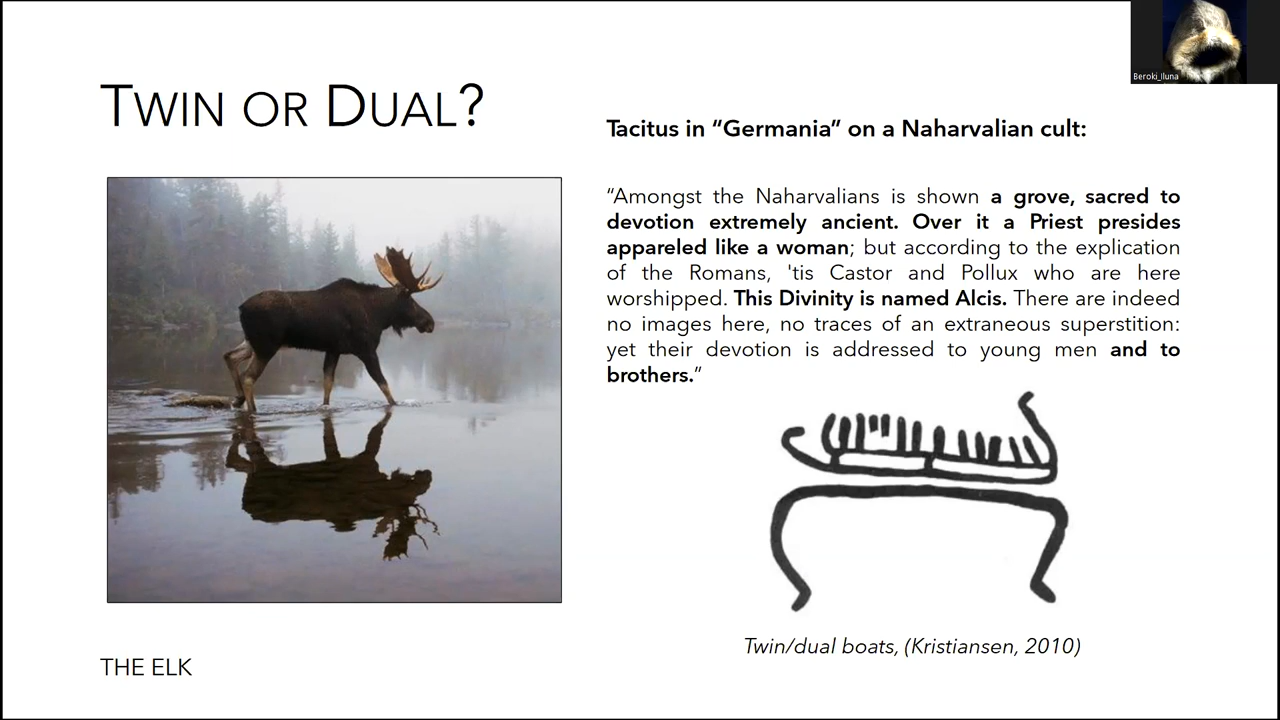 Beroki_Iluna
TWIN OR DUAL?
Tacitus in “Germania” on a Naharvalian cult:
“Amongst the Naharvalians is shown a grove, sacred to
devotion extremely ancient. Over it a Priest presides
appareled like a woman; but according to the explication
of the Romans, 'tis Castor and Pollux who are here
worshipped. This Divinity is named Alcis. There are indeed
no images here, no traces of an extraneous superstition:
yet their devotion is addressed to young men and to
brothers.”
Twin/dual boats, (Kristiansen, 2010)
THE ELK